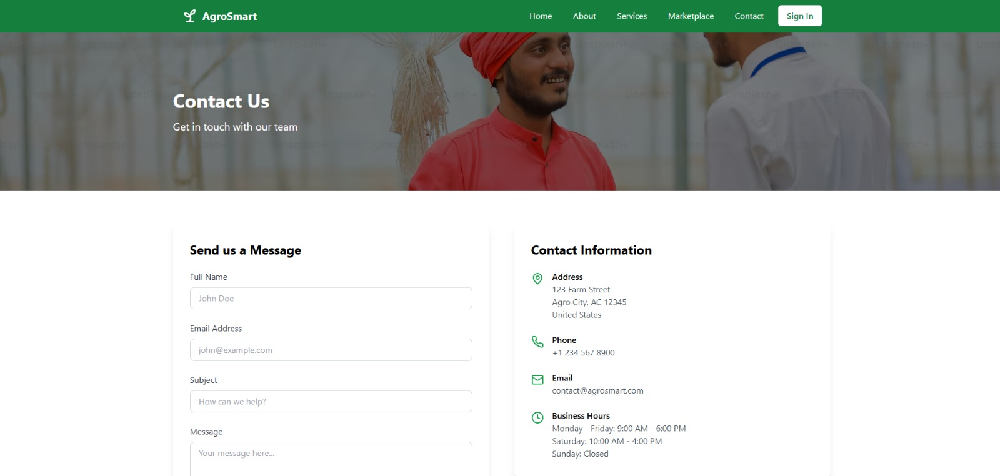 AgroSmart
Home About Services Marketplace Contact Sign In
Contact Us
Get in touch with our team
Send us a Message
Full Name
John Doe
Email Address
john@example.com
Subject
How can we help?
Message
Your message here...
Contact Information
Address
123 Farm Street
Agro City, AC 12345
United States
Phone
+1 234 567 8900
Email
contact@agrosmart.com
Business Hours
Monday - Friday: 9:00 AM - 6:00 PM
Saturday: 10:00 AM - 4:00 PM
Sunday: Closed